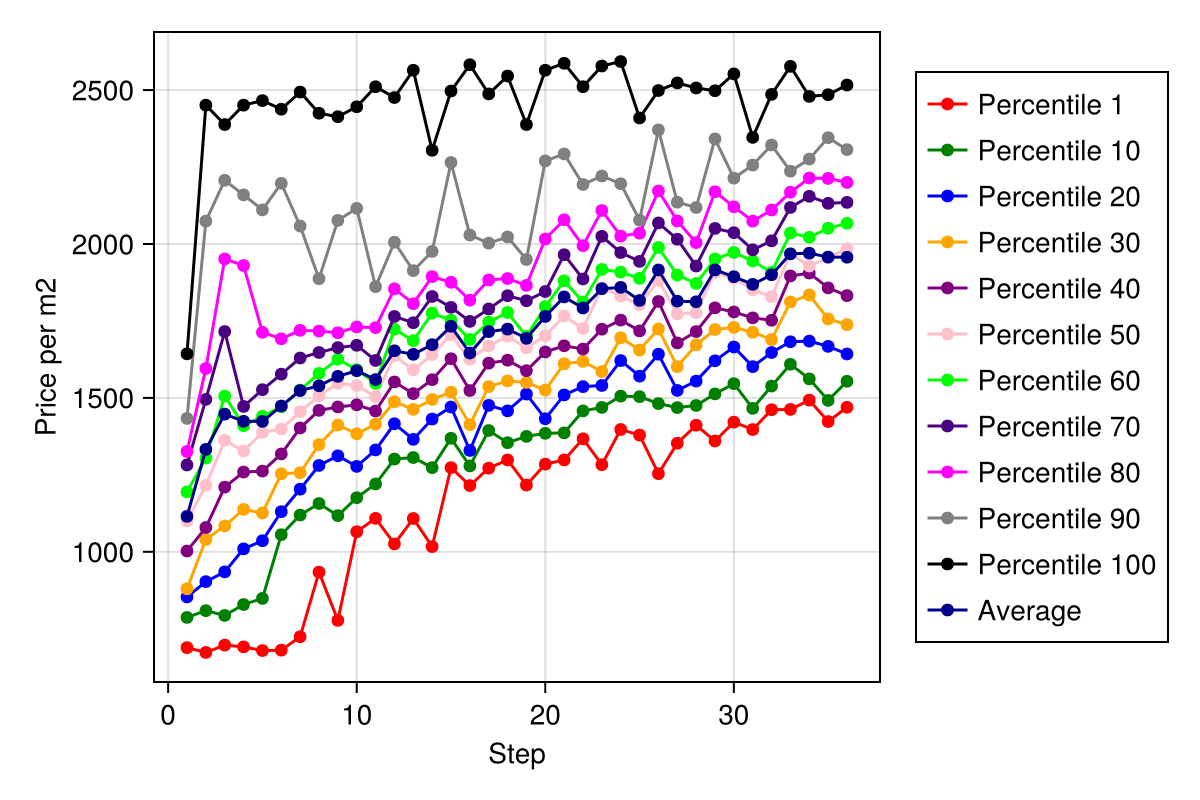 2500
2000
1500
1000
Price per m2
0 10 20 30
Step
Percentile 1
Percentile 10
Percentile 20
Percentile 30
Percentile 40
Percentile 50
Percentile 60
Percentile 70
Percentile 80
Percentile 90
Percentile 100
Average